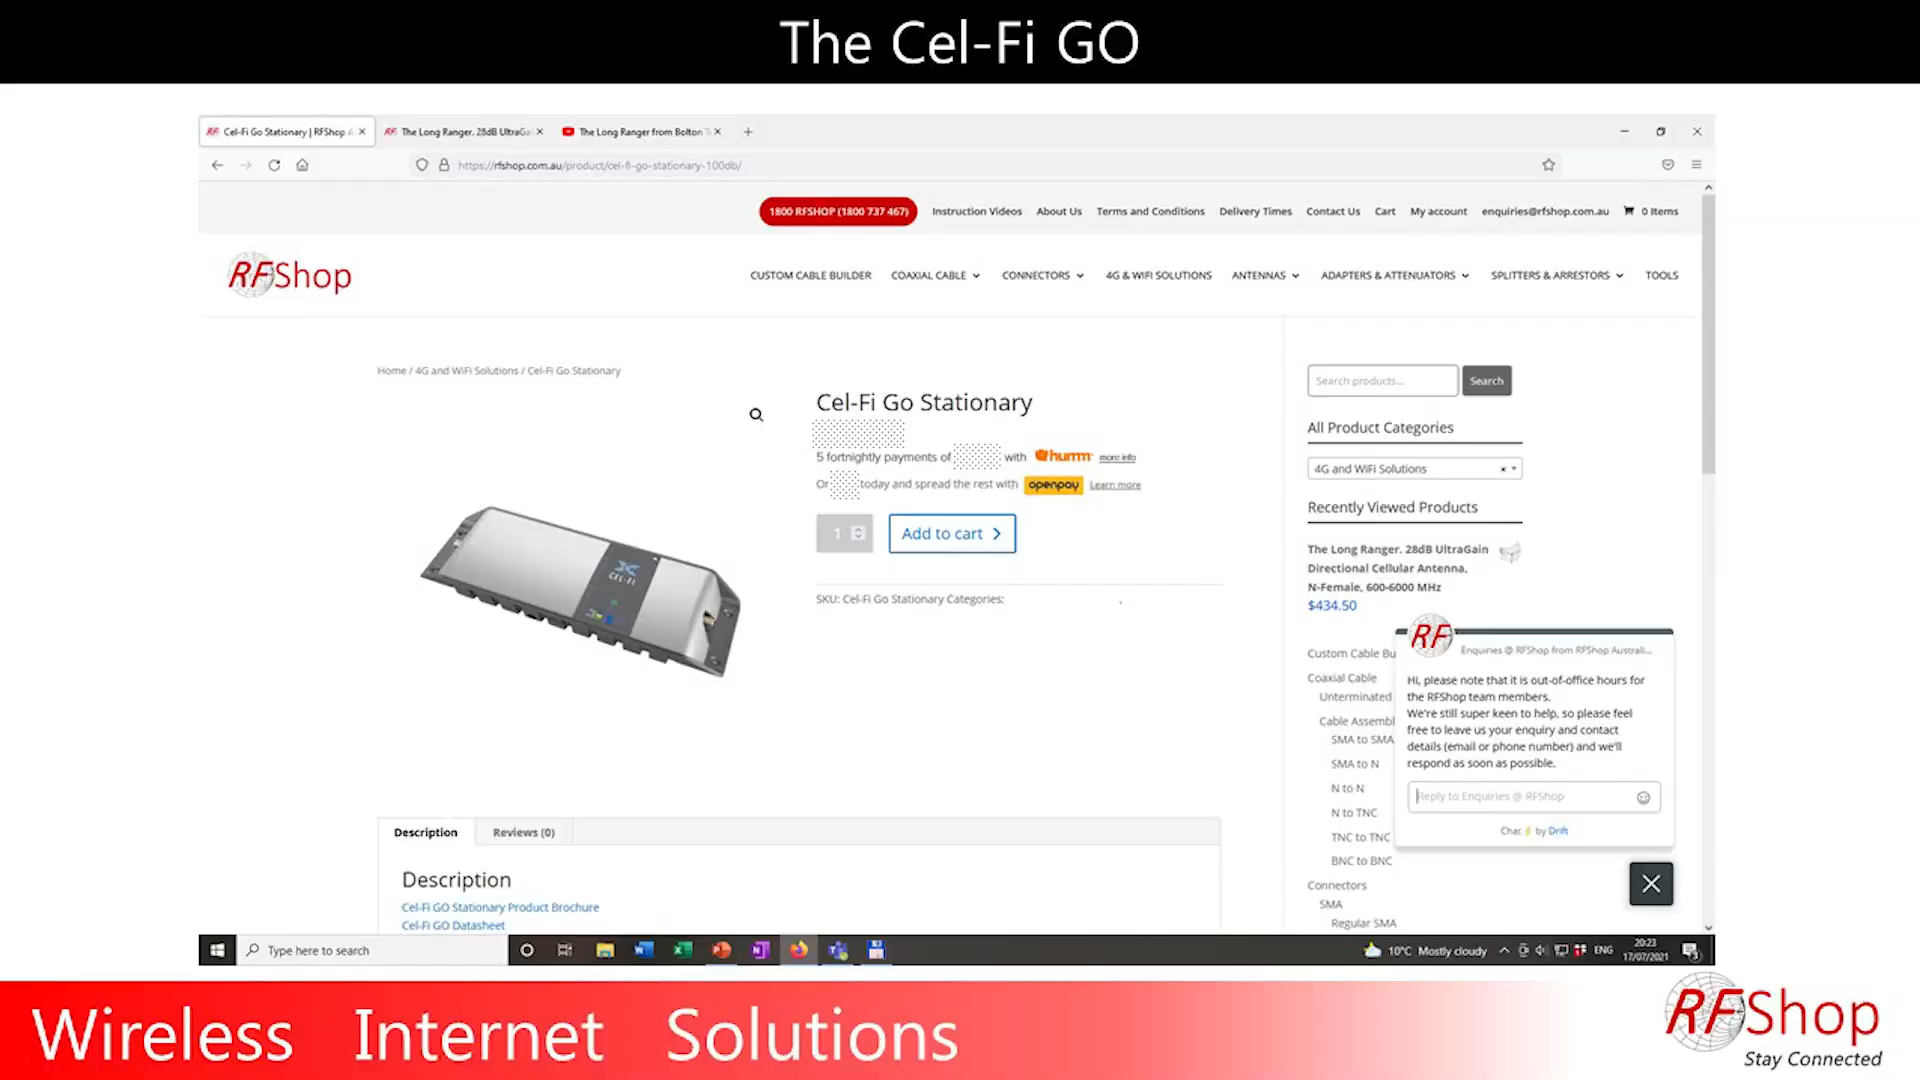 The Cel-Fi GO
Cel-Fi Go Stationary | RFShop A
The Long Ranger. 28dB UltraGa
The Long Ranger from Bolton T
https://rfshop.com.au/product/cel-fi-go-stationary-100db/
1800 RFSHOP (1800 737 467) Instruction Videos About Us Terms and Conditions Delivery Times Contact Us Cart My account enquiries@rfshop.com.au 0 Items
RFShop
CUSTOM CABLE BUILDER COAXIAL CABLE CONNECTORS 4G & WIFI SOLUTIONS ANTENNAS ADAPTERS & ATTENUATORS SPLITTERS & ARRESTORS TOOLS
Home / 4G and WiFi Solutions / Cel-Fi Go Stationary
CEL-FI
Cel-Fi Go Stationary
5 fortnightly payments of with humm more info
Or today and spread the rest with openpay Learn more
1 Add to cart
SKU: Cel-Fi Go Stationary Categories: ,
Search products... Search
All Product Categories
4G and WiFi Solutions × 
Recently Viewed Products
The Long Ranger. 28dB UltraGain
Directional Cellular Antenna,
N-Female, 600-6000 MHz
$434.50
Custom Cable Bu
Coaxial Cable
Unterminated
Cable Assembl
SMA to SMA
SMA to N
N to N
N to TNC
TNC to TNC
BNC to BNC
Connectors
SMA
Regular SMA
RF
Enquiries @ RFShop from RFShop Australi...
Hi, please note that it is out-of-office hours for
the RFShop team members.
We're still super keen to help, so please feel
free to leave us your enquiry and contact
details (email or phone number) and we'll
respond as soon as possible.
Reply to Enquiries @ RFShop
Chat by Drift
Description Reviews (0)
Description
Cel-Fi GO Stationary Product Brochure
Cel-Fi GO Datasheet
Type here to search
10°C Mostly cloudy ENG
20:23
17/07/2021
Wireless Internet Solutions
RFShop
Stay Connected